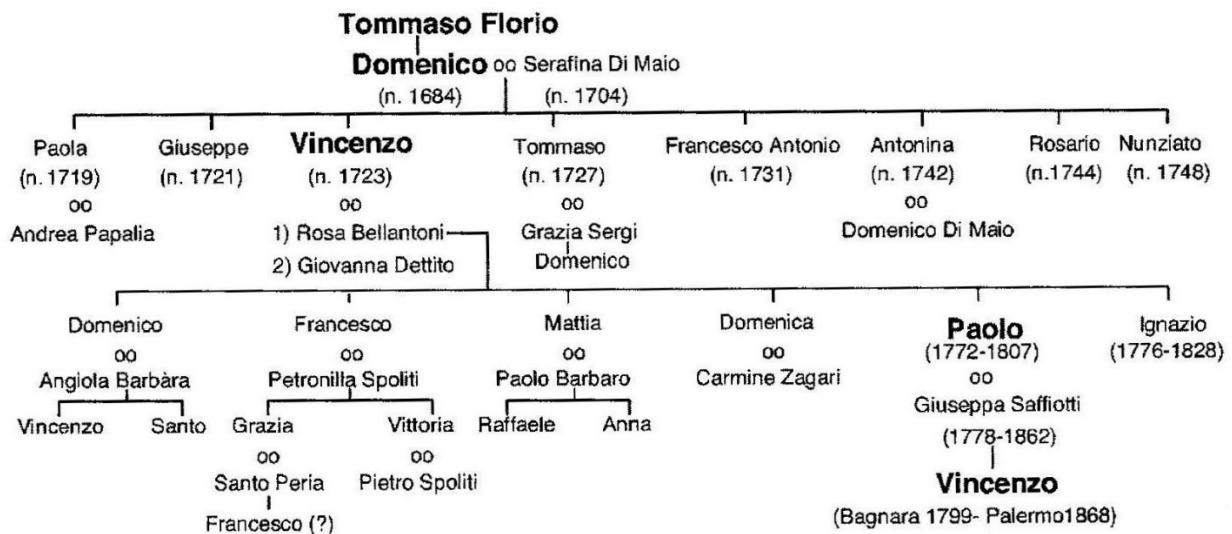 Tommaso Florio
Domenico oo Serafina Di Maio
(n. 1684) (n. 1704)
Paola Giuseppe Vincenzo Tommaso Francesco Antonio Antonina Rosario Nunziato
(n. 1719) (n. 1721) (n. 1723) (n. 1727) (n. 1731) (n. 1742) (n.1744) (n. 1748)
oo oo oo oo
Andrea Papalia 1) Rosa Bellantoni Grazia Sergi Domenico Di Maio
2) Giovanna Dettito Domenico
Domenico Francesco Mattia Domenica Paolo Ignazio
(1772-1807) (1776-1828)
oo oo oo oo oo
Angiola Barbàra Petronilla Spoliti Paolo Barbaro Carmine Zagari Giuseppa Saffiotti
Vincenzo Santo Grazia Vittoria Raffaele Anna (1778-1862)
oo oo
Santo Peria Pietro Spoliti Vincenzo
Francesco (?) (Bagnara 1799- Palermo1868)